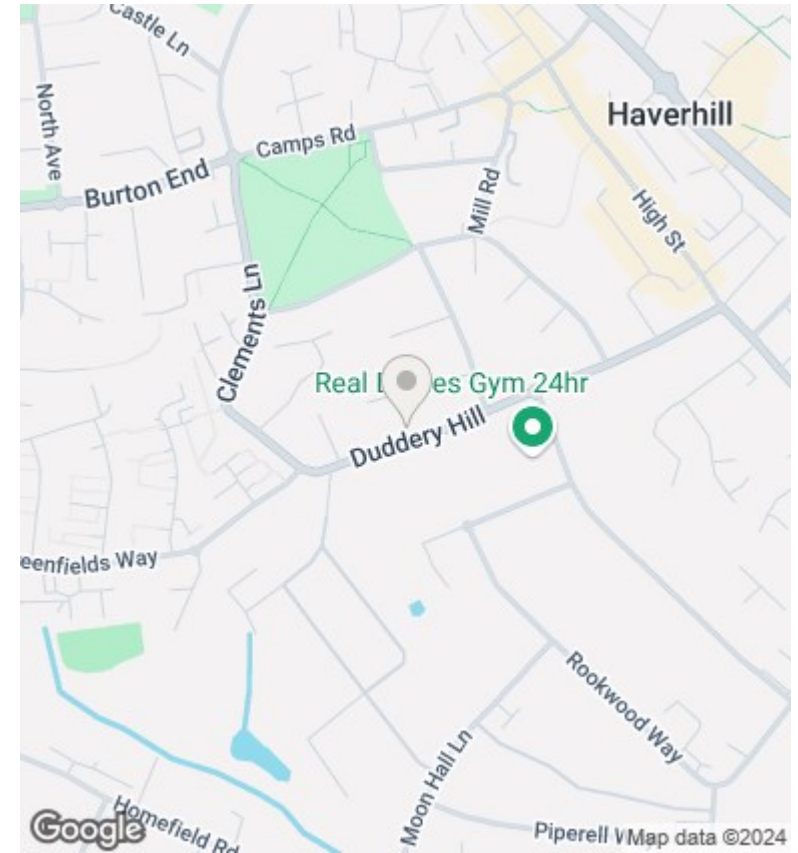 Castle Ln
North Ave
Camps Rd
Haverhill
Burton End
Mill Rd
High St
Clements Ln
Real es Gym 24hr
Duddery Hill
eenfields Way
Rookwood Way
Moon Hall Ln
Homefield Rd
Piperell
Google
Map data ©2024